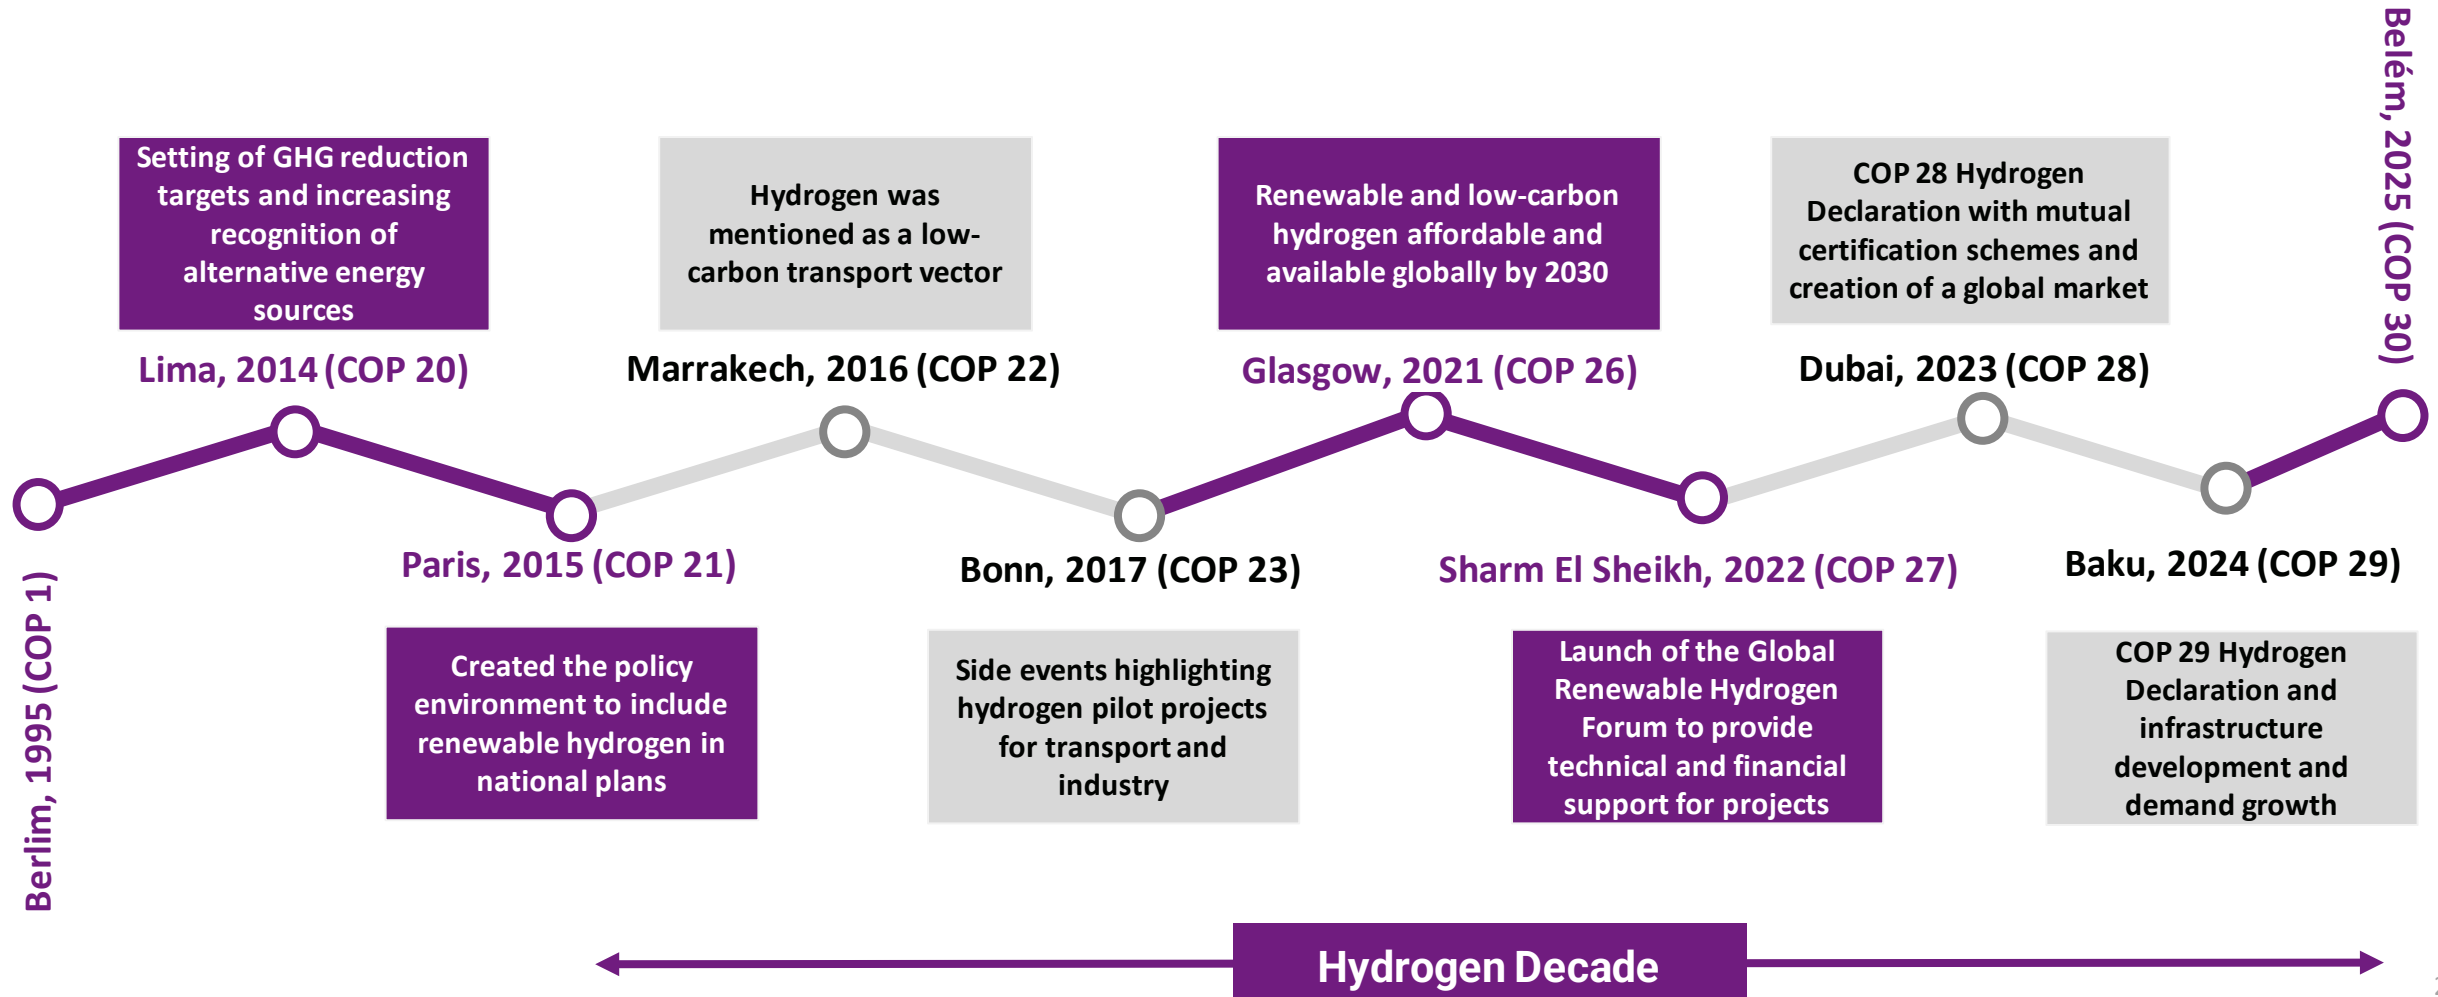 Setting of GHG reduction
targets and increasing
recognition of
alternative energy
sources
Lima, 2014 (COP 20)
Hydrogen was
mentioned as a low-
carbon transport vector
Marrakech, 2016 (COP 22)
Renewable and low-carbon
hydrogen affordable and
available globally by 2030
Glasgow, 2021 (COP 26)
COP 28 Hydrogen
Declaration with mutual
certification schemes and
creation of a global market
Dubai, 2023 (COP 28)
Belém, 2025 (COP 30)
Berlim, 1995 (COP 1)
Paris, 2015 (COP 21)
Created the policy
environment to include
renewable hydrogen in
national plans
Bonn, 2017 (COP 23)
Side events highlighting
hydrogen pilot projects
for transport and
industry
Sharm El Sheikh, 2022 (COP 27)
Launch of the Global
Renewable Hydrogen
Forum to provide
technical and financial
support for projects
Baku, 2024 (COP 29)
COP 29 Hydrogen
Declaration and
infrastructure
development and
demand growth
Hydrogen Decade